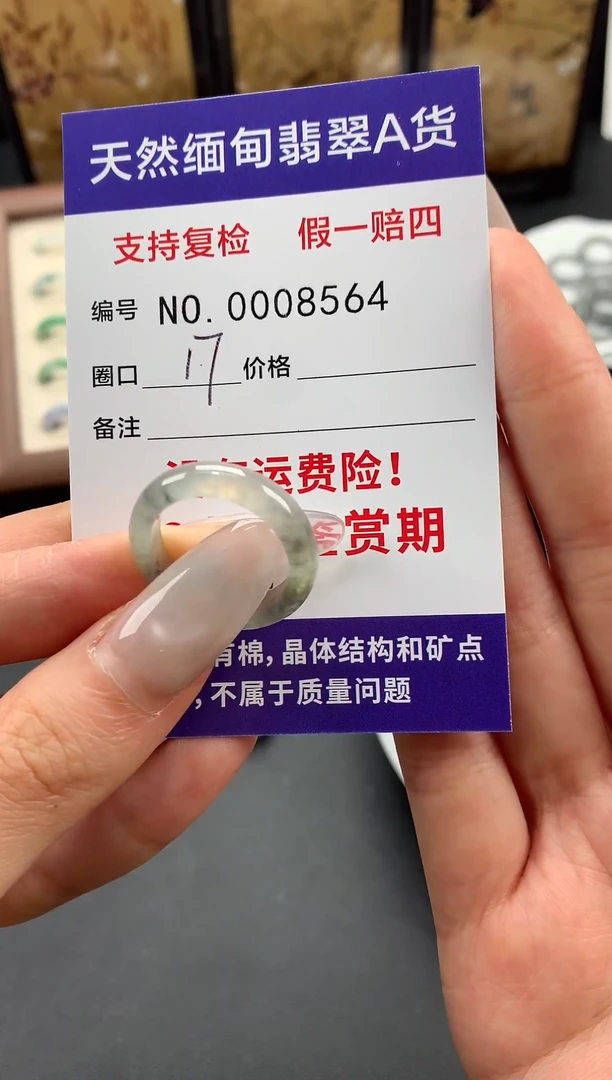 天然缅甸翡翠A货
支持复检 假一赔四
编号 NO. 0008564
圈口 17 价格
备注
运费险！
赏期
有棉,晶体结构和矿点
,不属于质量问题